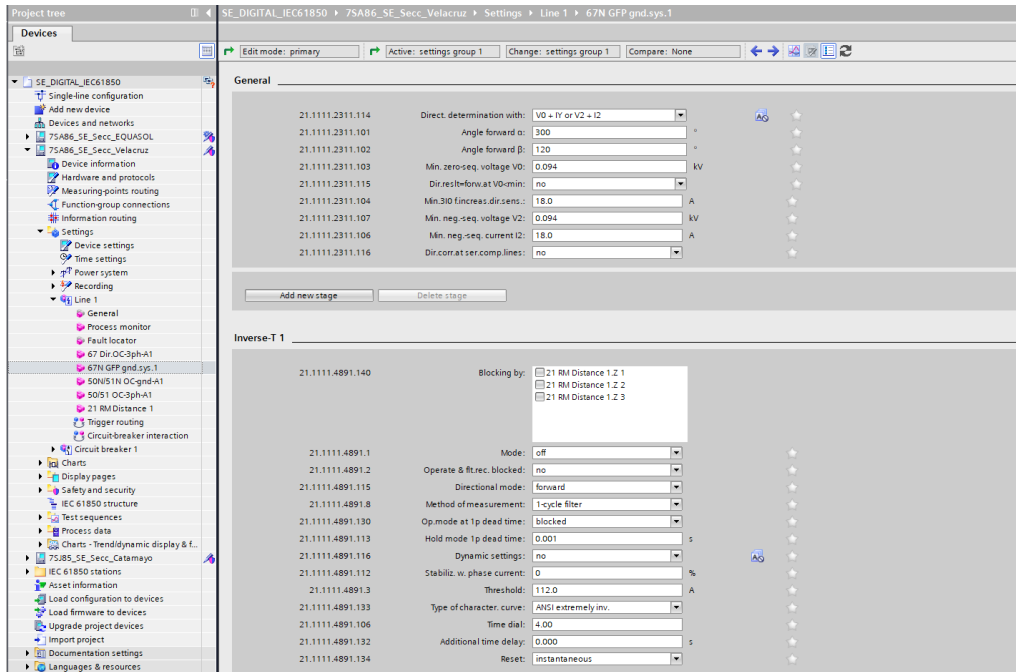 Project tree
SE_DIGITAL_IEC61850 ▸ 7SA86_SE_Secc_Velacruz ▸ Settings ▸ Line 1 ▸ 67N GFP gnd.sys.1
Devices
SE_DIGITAL_IEC61850
Single-line configuration
Add new device
Devices and networks
7SA86_SE_Secc_EQUASOL
7SA86_SE_Secc_Velacruz
Device information
Hardware and protocols
Measuring-points routing
Function-group connections
Information routing
Settings
Device settings
Time settings
Power system
Recording
Line 1
General
Process monitor
Fault locator
67 Dir.OC-3ph-A1
67N GFP gnd.sys.1
50N/51N OC-gnd-A1
50/51 OC-3ph-A1
21 RM Distance 1
Trigger routing
Circuit-breaker interaction
Circuit breaker 1
Charts
Display pages
Safety and security
IEC 61850 structure
Test sequences
Process data
Charts - Trend/dynamic display & f...
7SJ85_SE_Secc_Catamayo
IEC 61850 stations
Asset information
Load configuration to devices
Load firmware to devices
Upgrade project devices
Import project
Documentation settings
Languages & resources
Edit mode: primary Active: settings group 1 Change: settings group 1 Compare: None
General
21.1111.2311.114 Direct. determination with: V0 + IY or V2 + I2
21.1111.2311.101 Angle forward α: 300 °
21.1111.2311.102 Angle forward β: 120 °
21.1111.2311.103 Min. zero-seq. voltage V0: 0.094 kV
21.1111.2311.115 Dir.reslt=forw.at V0<min: no
21.1111.2311.104 Min.3I0 f.increas.dir.sens.: 18.0 A
21.1111.2311.107 Min. neg.-seq. voltage V2: 0.094 kV
21.1111.2311.106 Min. neg.-seq. current I2: 18.0 A
21.1111.2311.116 Dir.corr.at ser.comp.lines: no
Add new stage Delete stage
Inverse-T 1
21.1111.4891.140 Blocking by: 21 RM Distance 1.Z 1
21 RM Distance 1.Z 2
21 RM Distance 1.Z 3
21.1111.4891.1 Mode: off
21.1111.4891.2 Operate & flt.rec. blocked: no
21.1111.4891.115 Directional mode: forward
21.1111.4891.8 Method of measurement: 1-cycle filter
21.1111.4891.130 Op.mode at 1p dead time: blocked
21.1111.4891.113 Hold mode 1p dead time: 0.001 s
21.1111.4891.116 Dynamic settings: no
21.1111.4891.112 Stabiliz. w. phase current: 0 %
21.1111.4891.3 Threshold: 112.0 A
21.1111.4891.133 Type of character. curve: ANSI extremely inv.
21.1111.4891.106 Time dial: 4.00
21.1111.4891.132 Additional time delay: 0.000 s
21.1111.4891.134 Reset: instantaneous